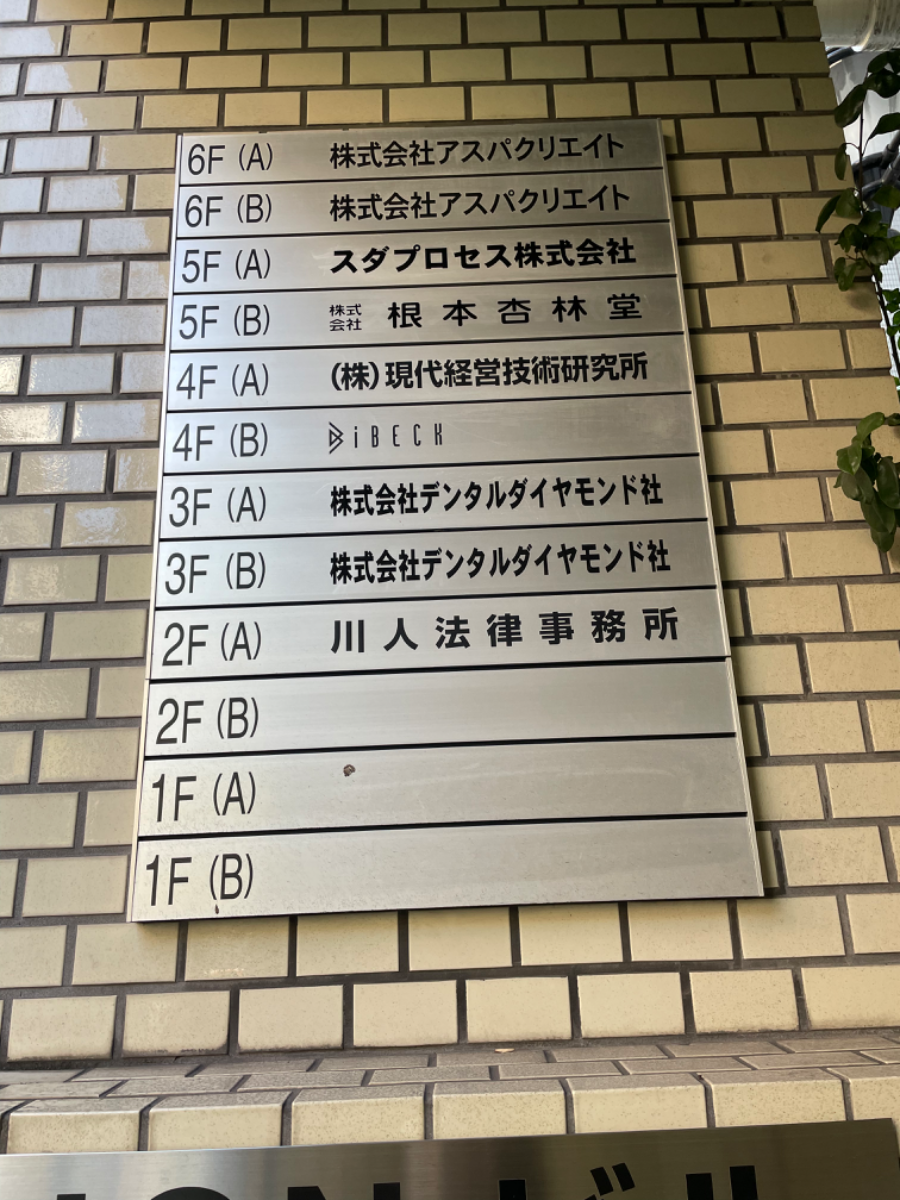 6F (A) 株式会社アスパクリエイト
6F (B) 株式会社アスパクリエイト
5F (A) スダプロセス株式会社
5F (B) 株式会社 根本杏林堂
4F (A) (株)現代経営技術研究所
4F (B) iBECK
3F (A) 株式会社デンタルダイヤモンド社
3F (B) 株式会社デンタルダイヤモンド社
2F (A) 川人法律事務所
2F (B)
1F (A)
1F (B)
ビル